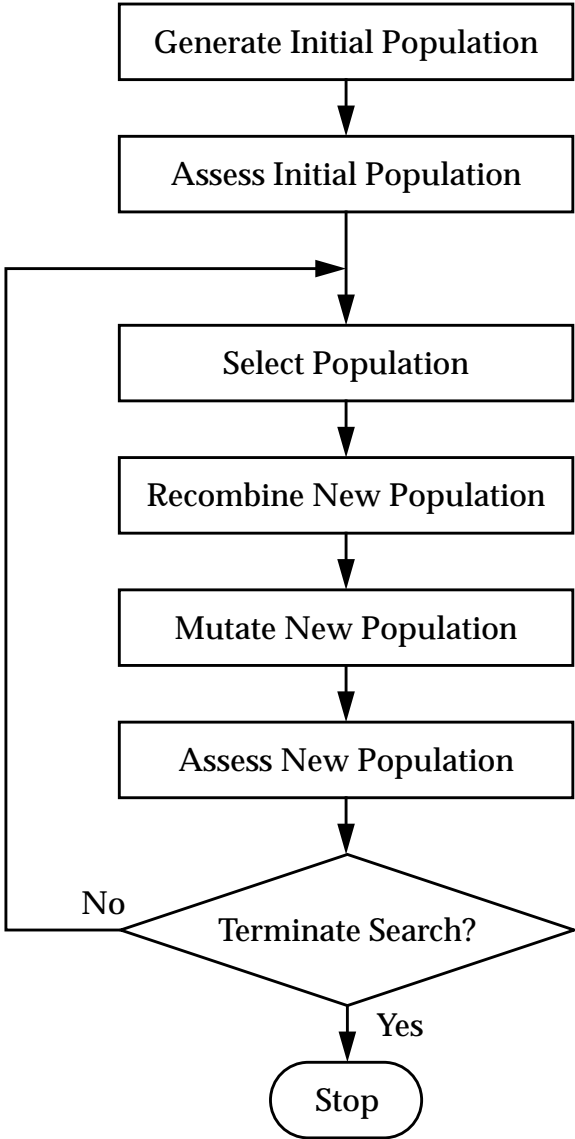 Generate Initial Population
Assess Initial Population
Select Population
Recombine New Population
Mutate New Population
Assess New Population
No
Terminate Search?
Yes
Stop